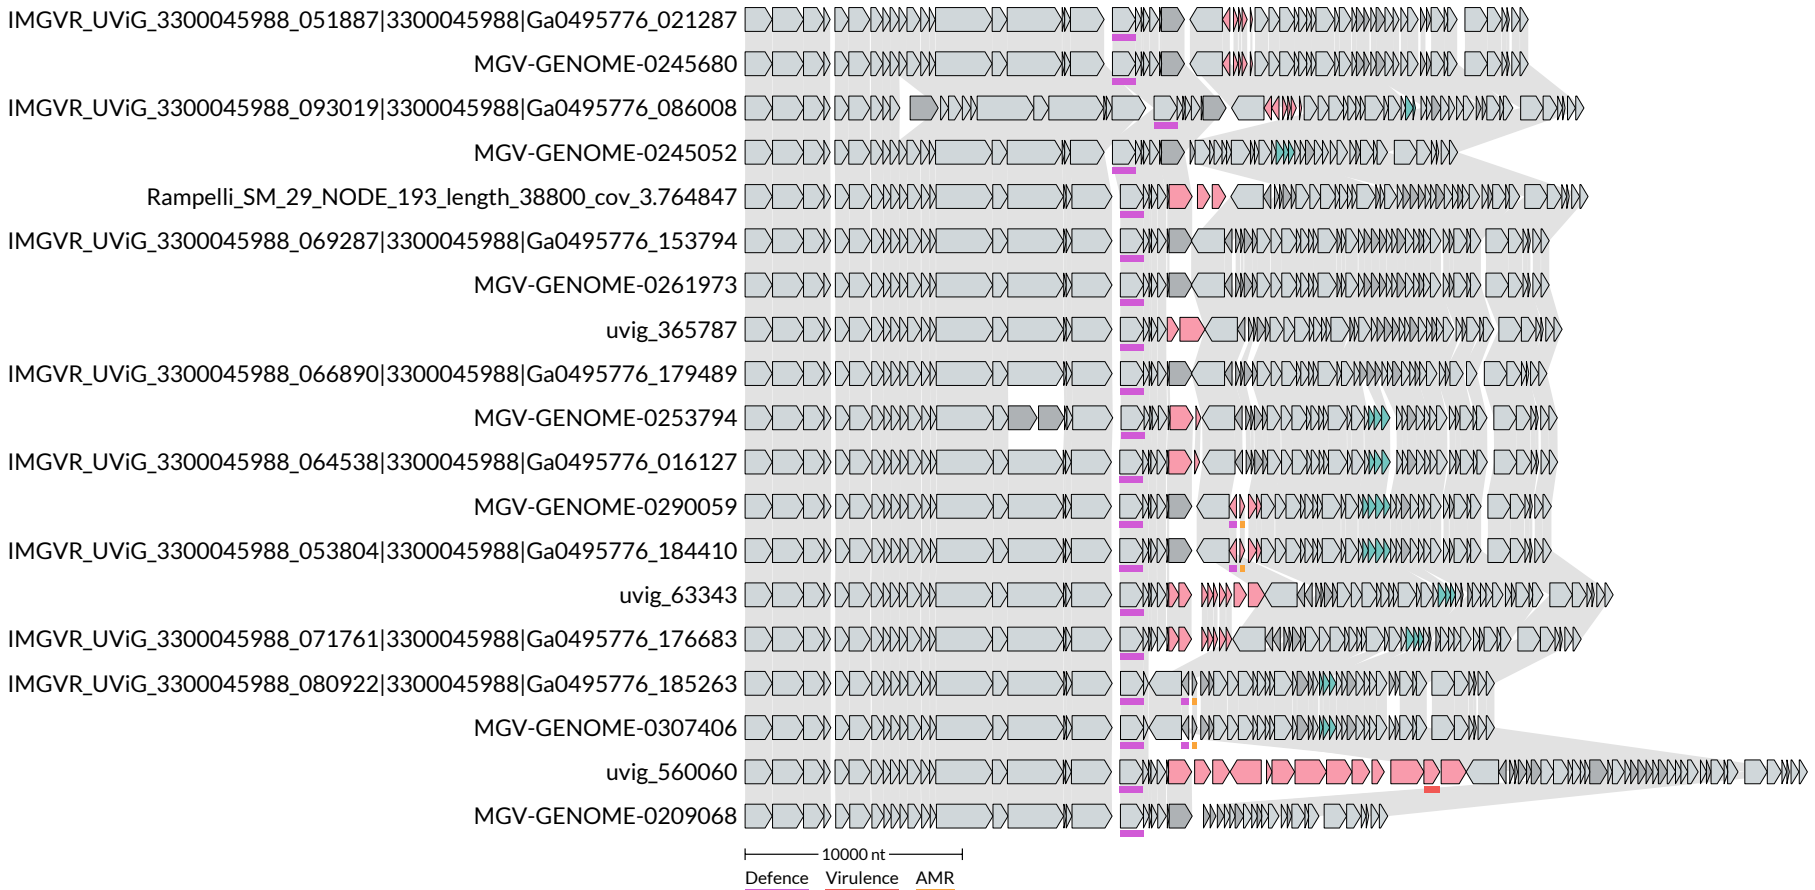 IMGVR_UViG_3300045988_051887|3300045988|Ga0495776_021287
MGV-GENOME-0245680
IMGVR_UViG_3300045988_093019|3300045988|Ga0495776_086008
MGV-GENOME-0245052
Rampelli_SM_29_NODE_193_length_38800_cov_3.764847
IMGVR_UViG_3300045988_069287|3300045988|Ga0495776_153794
MGV-GENOME-0261973
uvig_365787
IMGVR_UViG_3300045988_066890|3300045988|Ga0495776_179489
MGV-GENOME-0253794
IMGVR_UViG_3300045988_064538|3300045988|Ga0495776_016127
MGV-GENOME-0290059
IMGVR_UViG_3300045988_053804|3300045988|Ga0495776_184410
uvig_63343
IMGVR_UViG_3300045988_071761|3300045988|Ga0495776_176683
IMGVR_UViG_3300045988_080922|3300045988|Ga0495776_185263
MGV-GENOME-0307406
uvig_560060
MGV-GENOME-0209068
10000 nt
Defence Virulence AMR